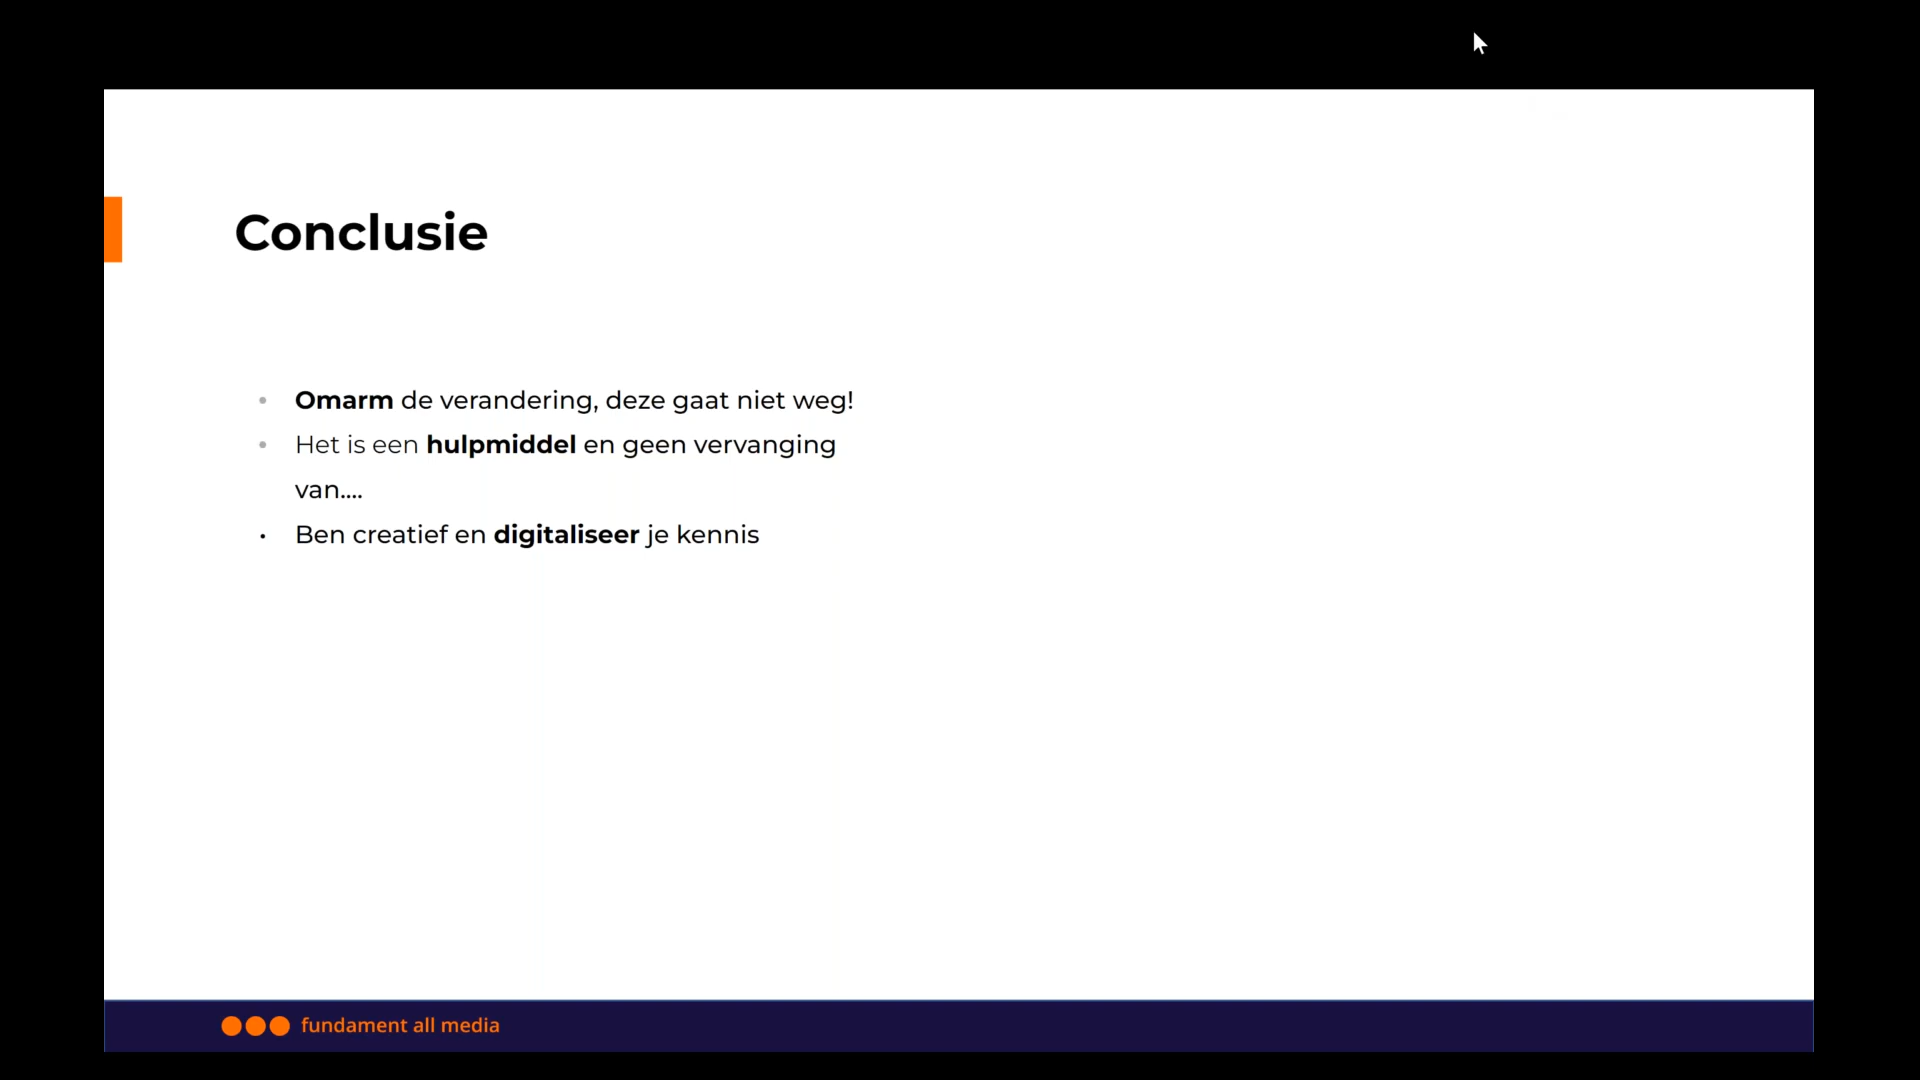 Conclusie
• Omarm de verandering, deze gaat niet weg!
• Het is een hulpmiddel en geen vervanging
van....
• Ben creatief en digitaliseer je kennis
fundament all media